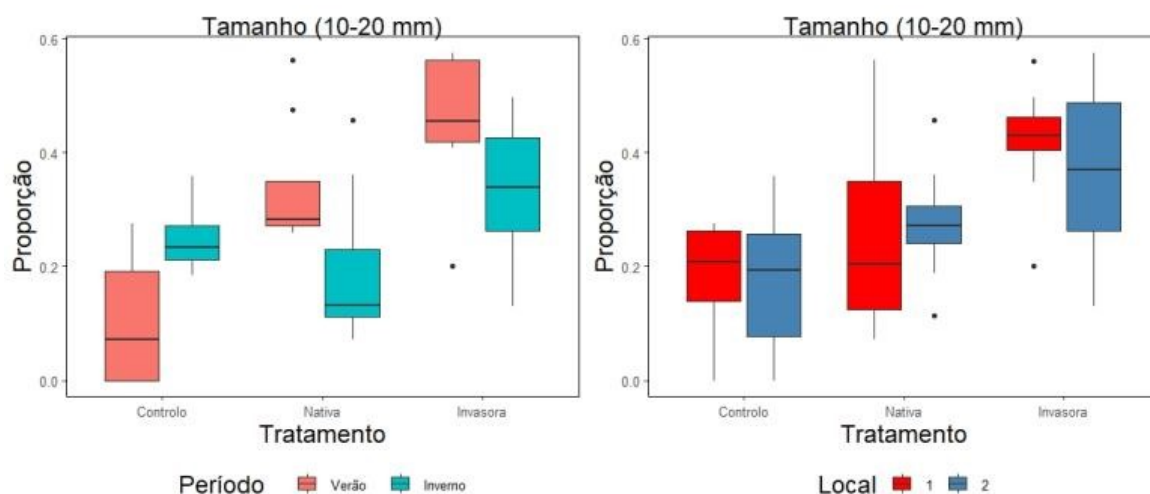 Tamanho (10-20 mm)
0.6
0.4
0.2
0.0
Proporção
Controlo Nativa Invasora
Tratamento
Período Verão Inverno
Tamanho (10-20 mm)
0.6
0.4
0.2
0.0
Proporção
Controlo Nativa Invasora
Tratamento
Local 1 2